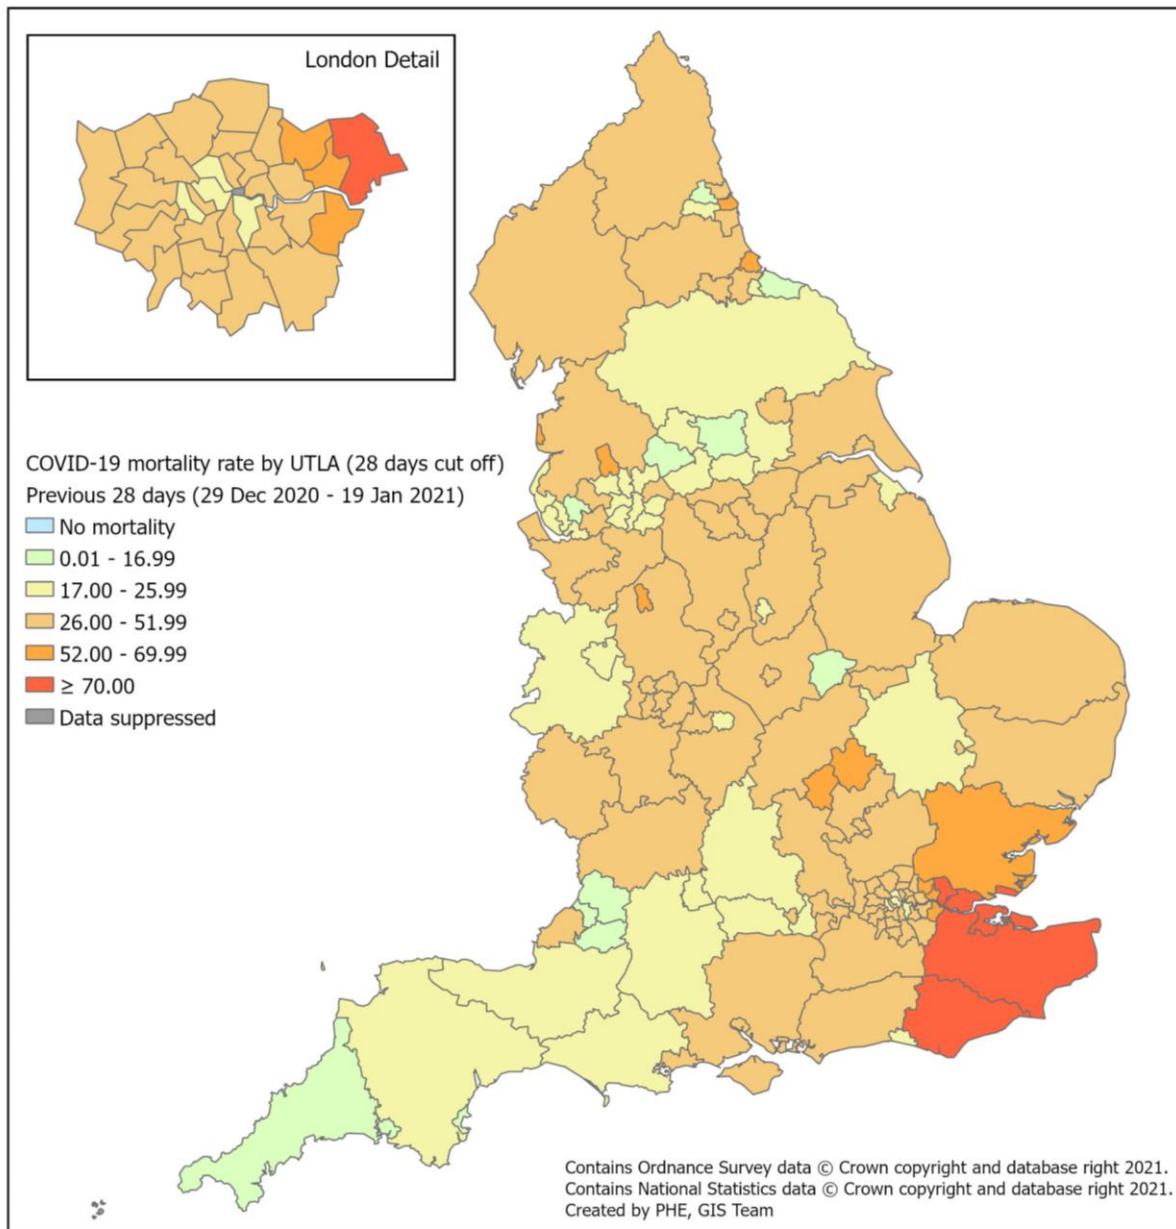 London Detail
COVID-19 mortality rate by UTLA (28 days cut off)
Previous 28 days (29 Dec 2020 - 19 Jan 2021)
No mortality
0.01 - 16.99
17.00 - 25.99
26.00 - 51.99
52.00 - 69.99
≥ 70.00
Data suppressed
Contains Ordnance Survey data © Crown copyright and database right 2021.
Contains National Statistics data © Crown copyright and database right 2021.
Created by PHE, GIS Team